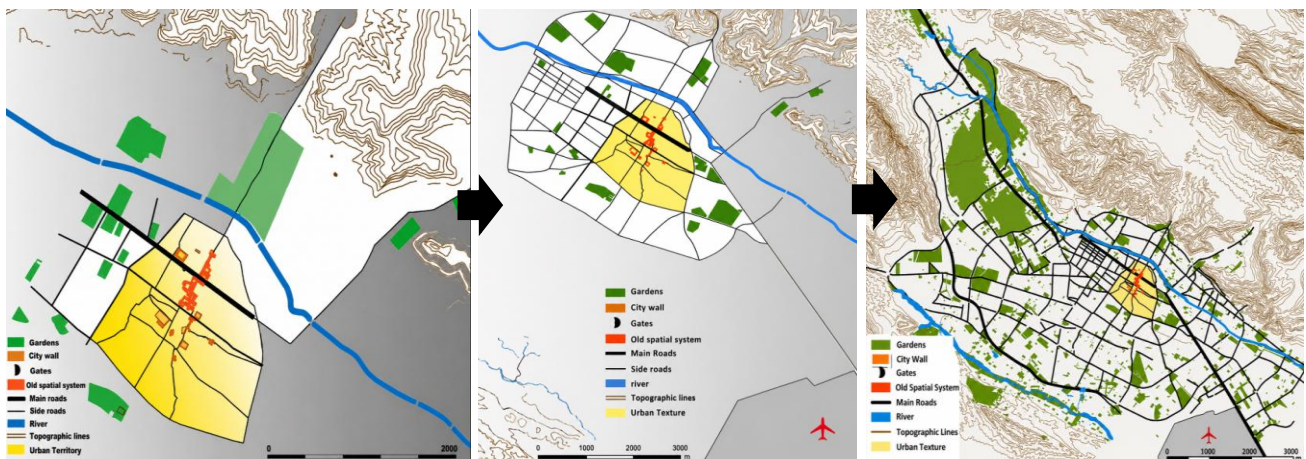 Gardens
City wall
Gates
Old spatial system
Main roads
Side roads
River
Topographic lines
Urban Territory
2000
Gardens
City wall
Gates
Old spatial system
Main Roads
Side roads
river
Topographic lines
Urban Texture
0 1000 2000 3000
m
Gardens
City Wall
Gates
Old Spatial System
Main Roads
River
Topographic Lines
Urban Texture
0 1000 2000 3000
m